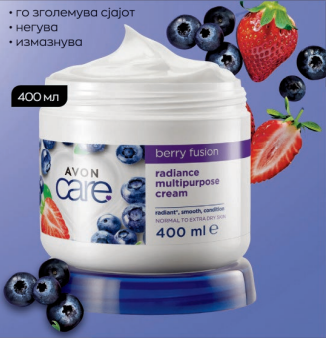 • го зголемува сјајот
• негува
• измазнува
400 мл
berry fusion
AVON
care
radiance
multipurpose
cream
radiant*, smooth, condition
NORMAL TO EXTRA DRY SKIN
400 ml e